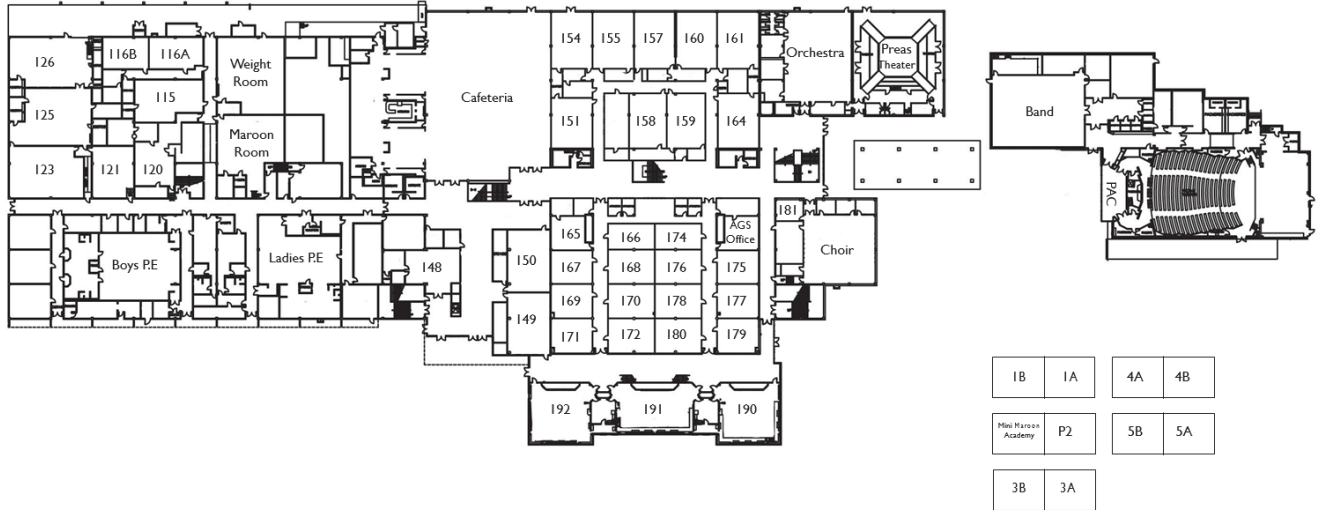 154
155
157
160
161
126
116B
116A
Weight
Room
Orchestra
Preas
Theater
115
Cafeteria
125
151
158
159
164
Band
Maroon
Room
123
121
120
PAC
181
165
166
174
AGS
Office
Choir
Boys P.E
Ladies P.E
148
150
167
168
176
175
169
170
178
177
149
171
172
180
179
192
191
190
1B
1A
4A
4B
Mini Maroon
Academy
P2
5B
5A
3B
3A